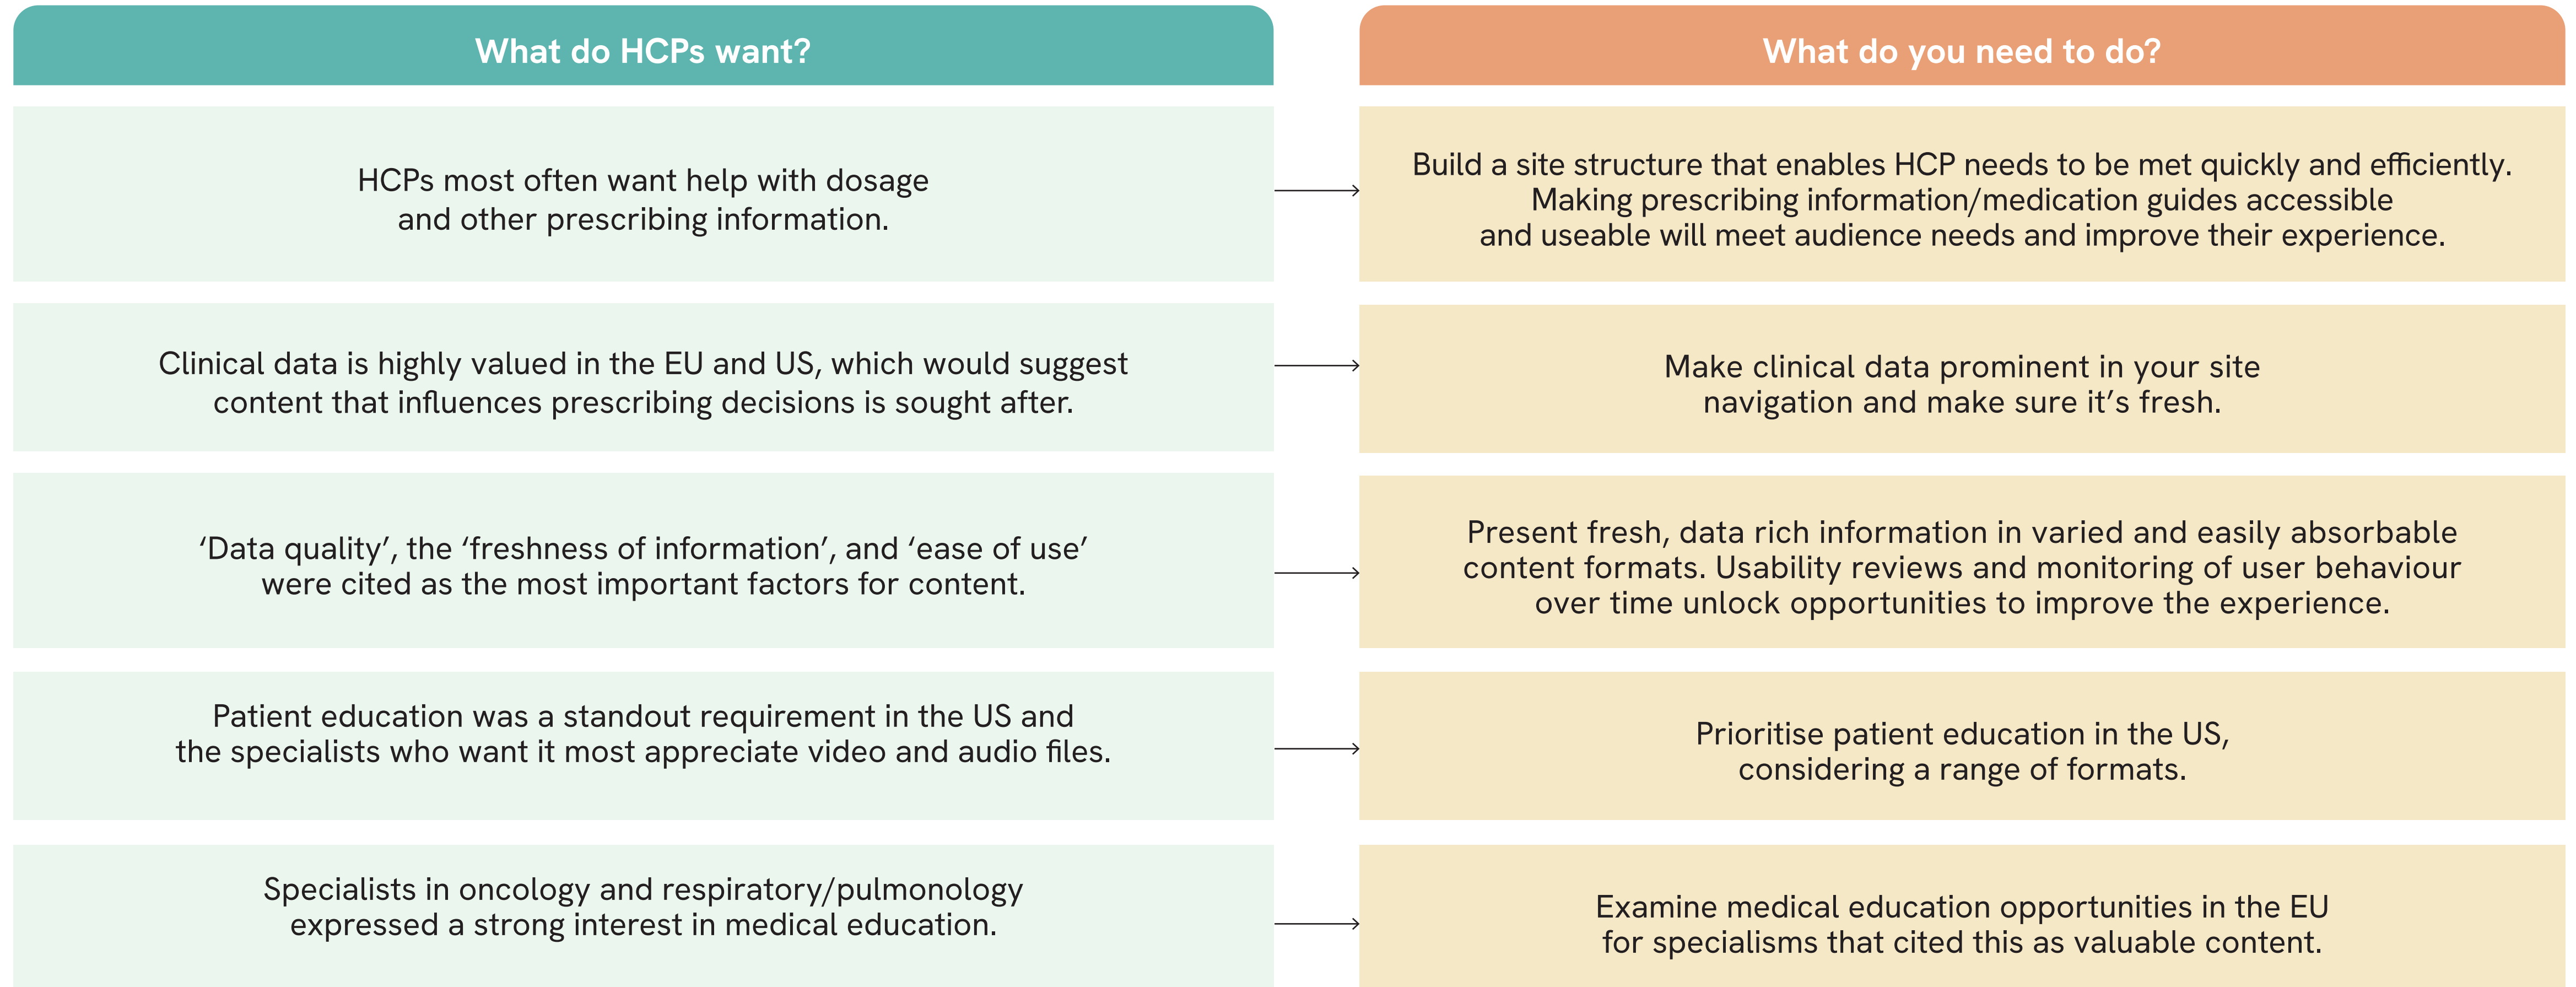 What do HCPs want?
What do you need to do?
HCPs most often want help with dosage
and other prescribing information.
Build a site structure that enables HCP needs to be met quickly and efficiently.
Making prescribing information/medication guides accessible
and useable will meet audience needs and improve their experience.
Clinical data is highly valued in the EU and US, which would suggest
content that influences prescribing decisions is sought after.
Make clinical data prominent in your site
navigation and make sure it’s fresh.
‘Data quality’, the ‘freshness of information’, and ‘ease of use’
were cited as the most important factors for content.
Present fresh, data rich information in varied and easily absorbable
content formats. Usability reviews and monitoring of user behaviour
over time unlock opportunities to improve the experience.
Patient education was a standout requirement in the US and
the specialists who want it most appreciate video and audio files.
Prioritise patient education in the US,
considering a range of formats.
Specialists in oncology and respiratory/pulmonology
expressed a strong interest in medical education.
Examine medical education opportunities in the EU
for specialisms that cited this as valuable content.